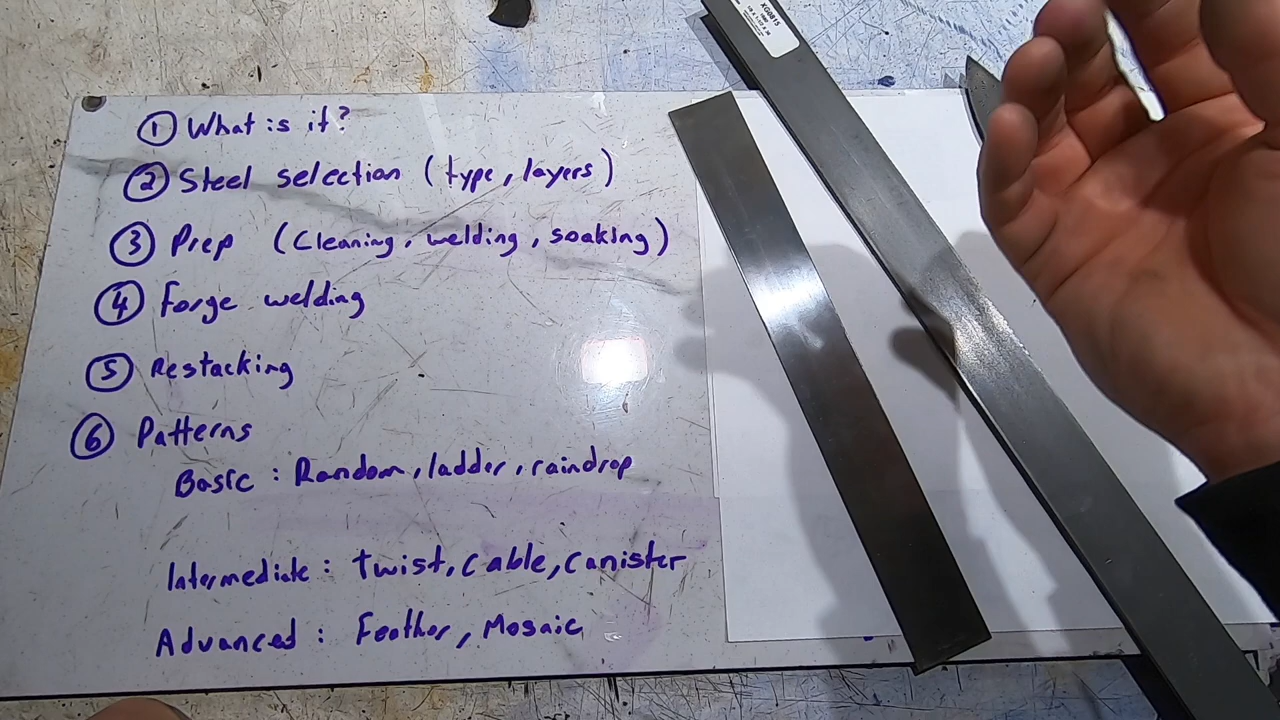 ① What is it?
② Steel selection (type, layers)
③ Prep (Cleaning, welding, soaking)
④ Forge welding
⑤ Restacking
⑥ Patterns
Basic : Random, ladder, raindrop
Intermediate : twist, cable, canister
Advanced : Feather, Mosaic
XG0815